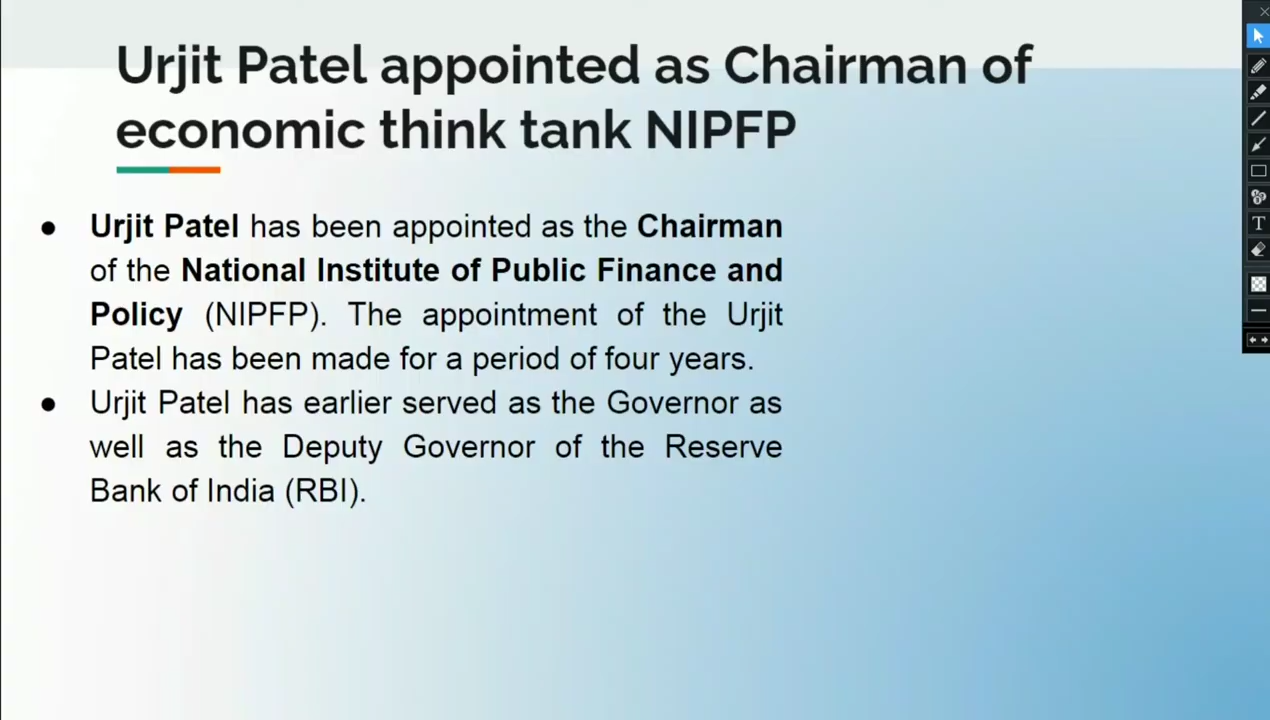 Urjit Patel appointed as Chairman of
economic think tank NIPFP
● Urjit Patel has been appointed as the Chairman
of the National Institute of Public Finance and
Policy (NIPFP). The appointment of the Urjit
Patel has been made for a period of four years.
● Urjit Patel has earlier served as the Governor as
well as the Deputy Governor of the Reserve
Bank of India (RBI).
T